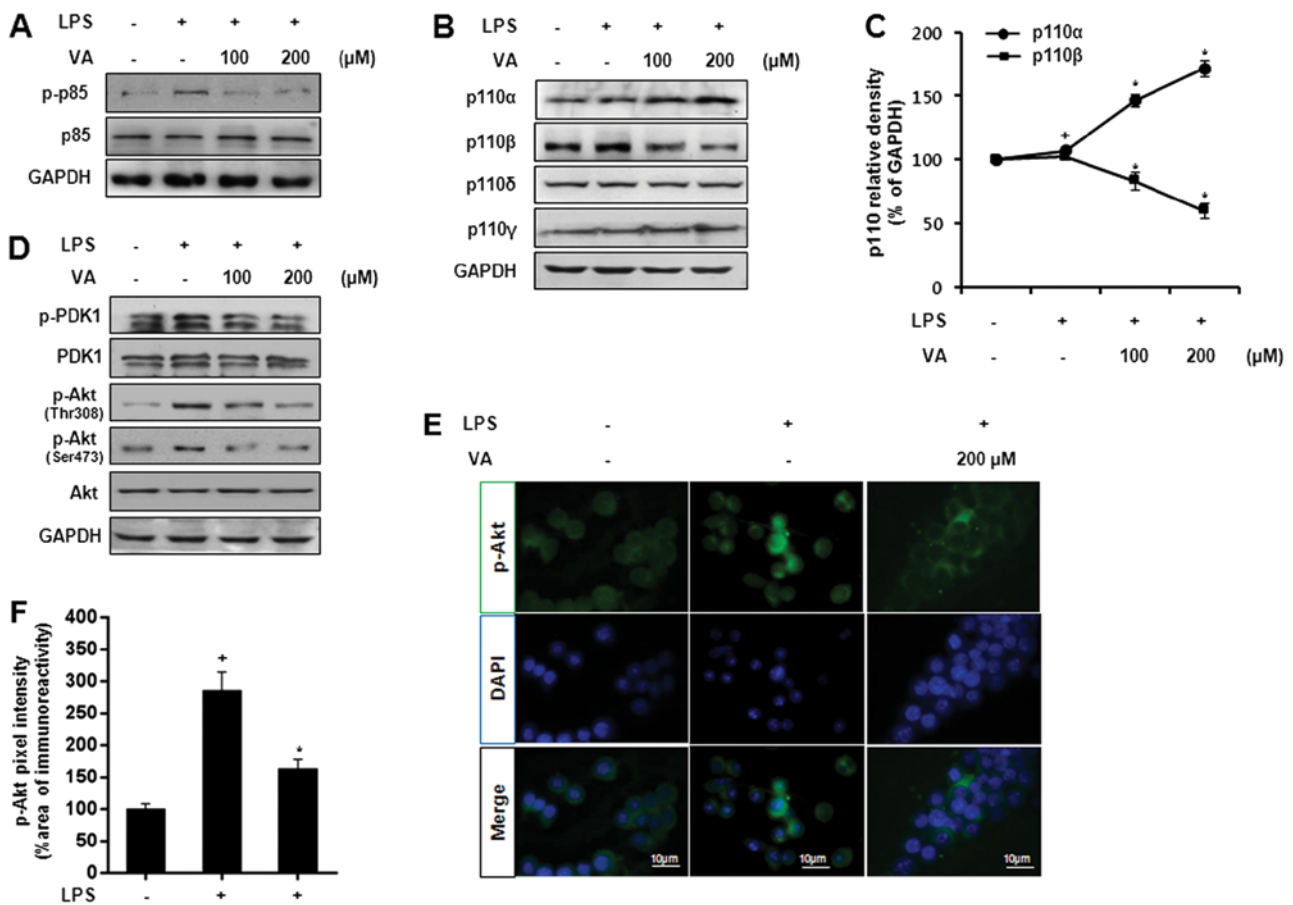 A
LPS - + + +
VA 100 200 (μM)
p-p85
p85
GAPDH
B
LPS - + + +
VA - - 100 200 (μM)
p110α
p110β
p110δ
p110γ
GAPDH
C
p110 relative density
(% of GAPDH)
200
150
100
50
0
p110α
p110β
+
*
*
*
*
LPS - + + +
VA - - 100 200 (μM)
D
LPS - + + +
VA - - 100 200 (μM)
p-PDK1
PDK1
p-Akt
(Thr308)
p-Akt
(Ser473)
Akt
GAPDH
E
LPS - + +
VA - - 200 μM
p-Akt
DAPI
Merge
10μm
10μm
10μm
F
p-Akt pixel intensity
(%area of immunoreactivity)
400
350
300
250
200
150
100
50
0
+
*
LPS - + +